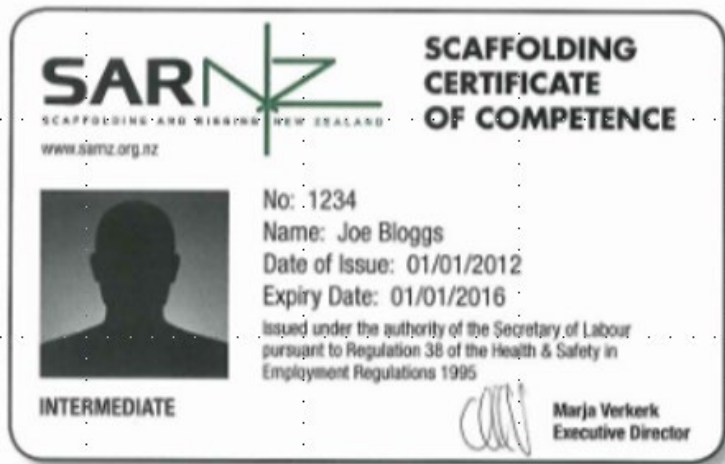 SARNZ
SCAFFOLDING AND RIGGING NEW ZEALAND
www.sarnz.org.nz
SCAFFOLDING
CERTIFICATE
OF COMPETENCE
No: 1234
Name: Joe Bloggs
Date of Issue: 01/01/2012
Expiry Date: 01/01/2016
Issued under the authority of the Secretary of Labour
pursuant to Regulation 38 of the Health & Safety in
Employment Regulations 1995
INTERMEDIATE
Marja Verkerk
Executive Director